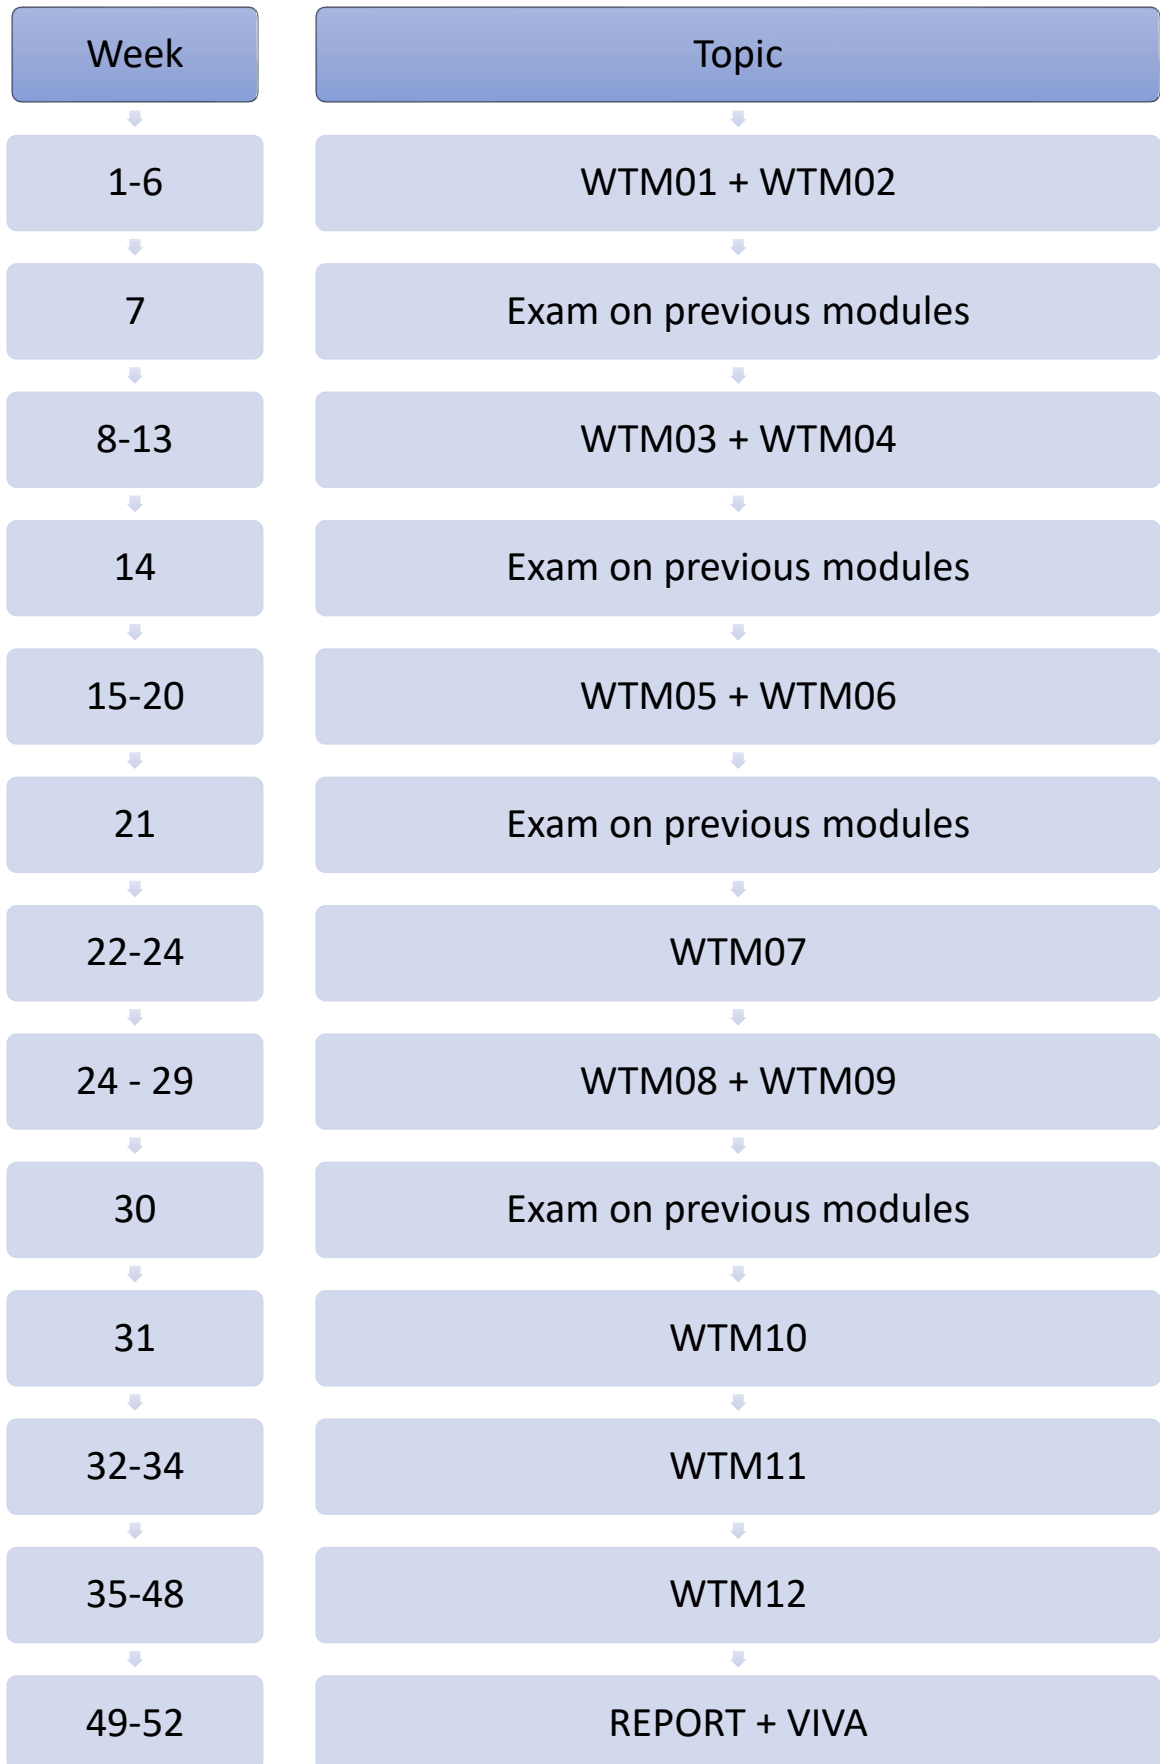 Week Topic
1-6 WTM01 + WTM02
7 Exam on previous modules
8-13 WTM03 + WTM04
14 Exam on previous modules
15-20 WTM05 + WTM06
21 Exam on previous modules
22-24 WTM07
24 - 29 WTM08 + WTM09
30 Exam on previous modules
31 WTM10
32-34 WTM11
35-48 WTM12
49-52 REPORT + VIVA